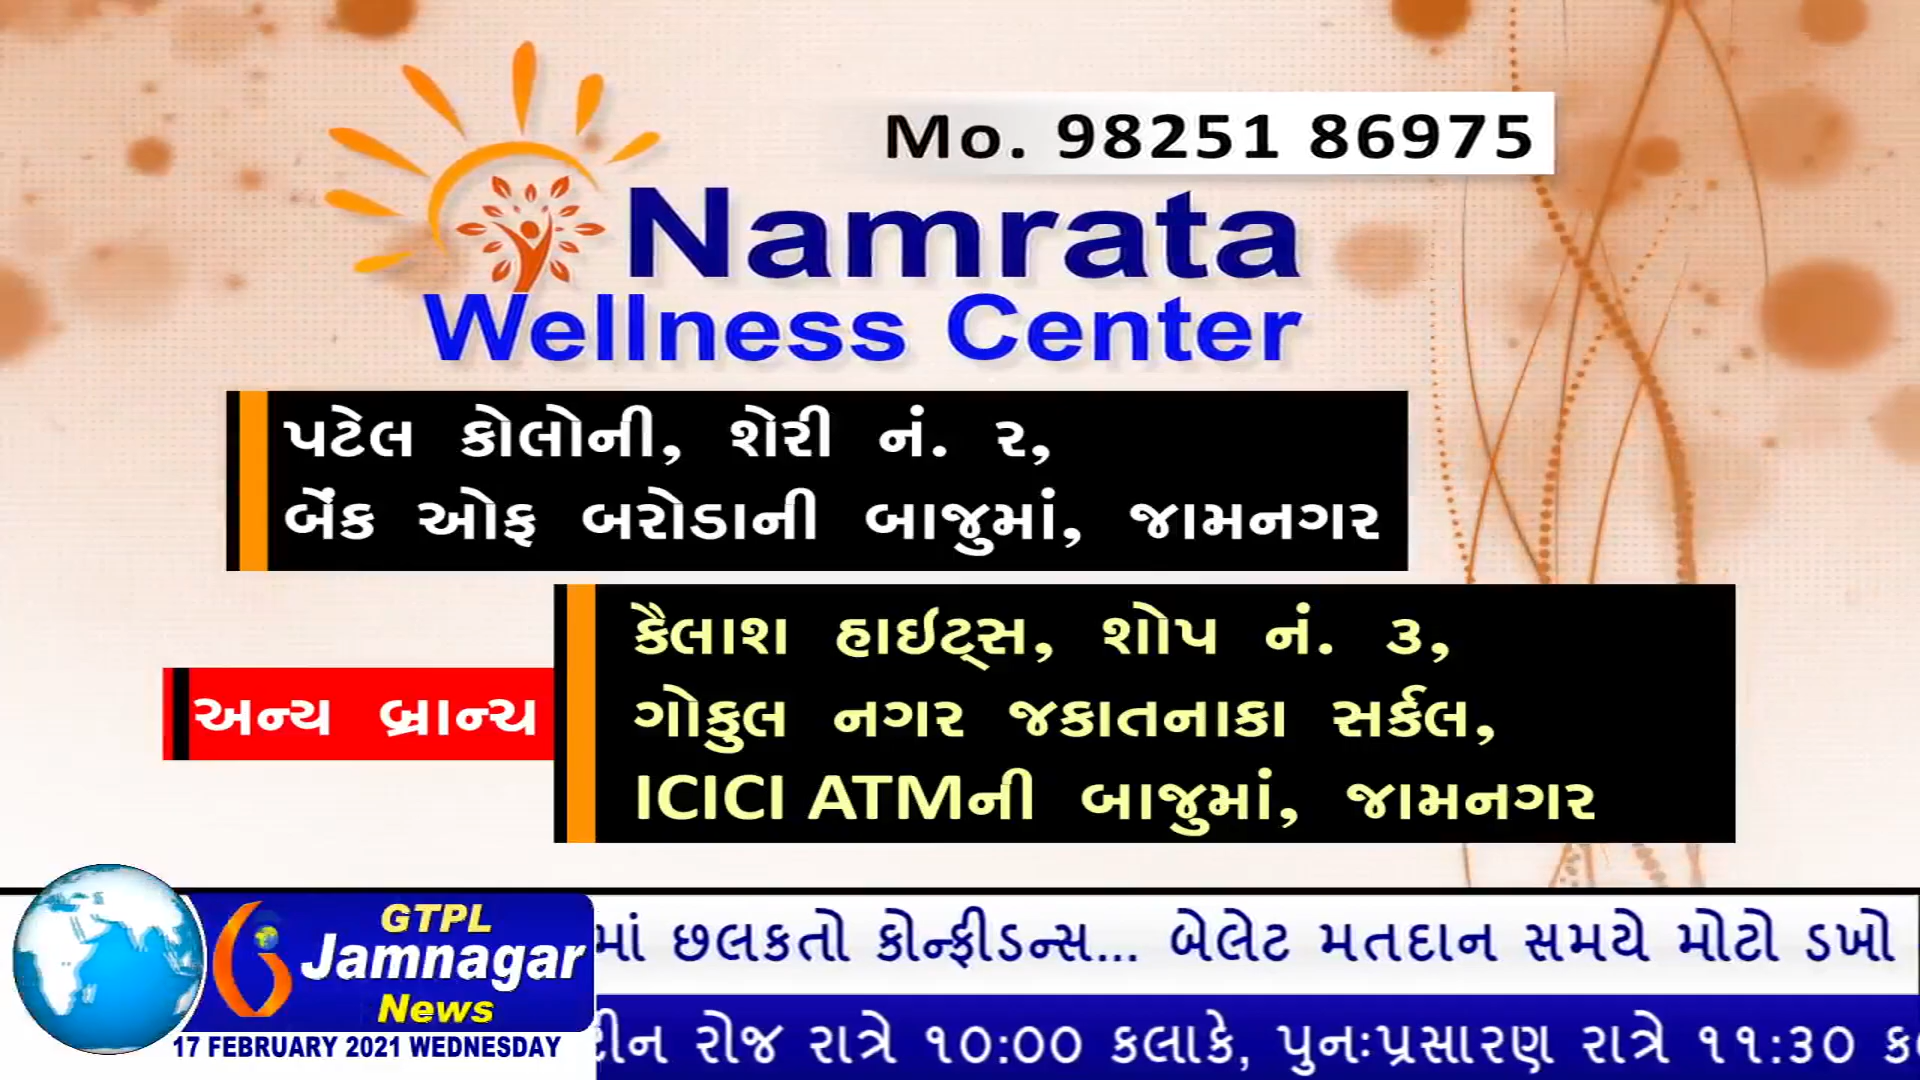 Mo. 98251 86975
Namrata
Wellness Center
પટેલ કોલોની, શેરી નં. ૨,
બેંક ઓફ બરોડાની બાજુમાં, જામનગર
અન્ય બ્રાન્ચ
કૈલાશ હાઇટ્સ, શોપ નં. ૩,
ગોકુલ નગર જકાતનાકા સર્કલ,
ICICI ATMની બાજુમાં, જામનગર
GTPL
Jamnagar
News
17 FEBRUARY 2021 WEDNESDAY
માં છલકતો કોન્ફીડન્સ... બેલેટ મતદાન સમયે મોટો ડખો
રોજ રાત્રે ૧૦:૦૦ કલાકે, પુનઃપ્રસારણ રાત્રે ૧૧:૩૦